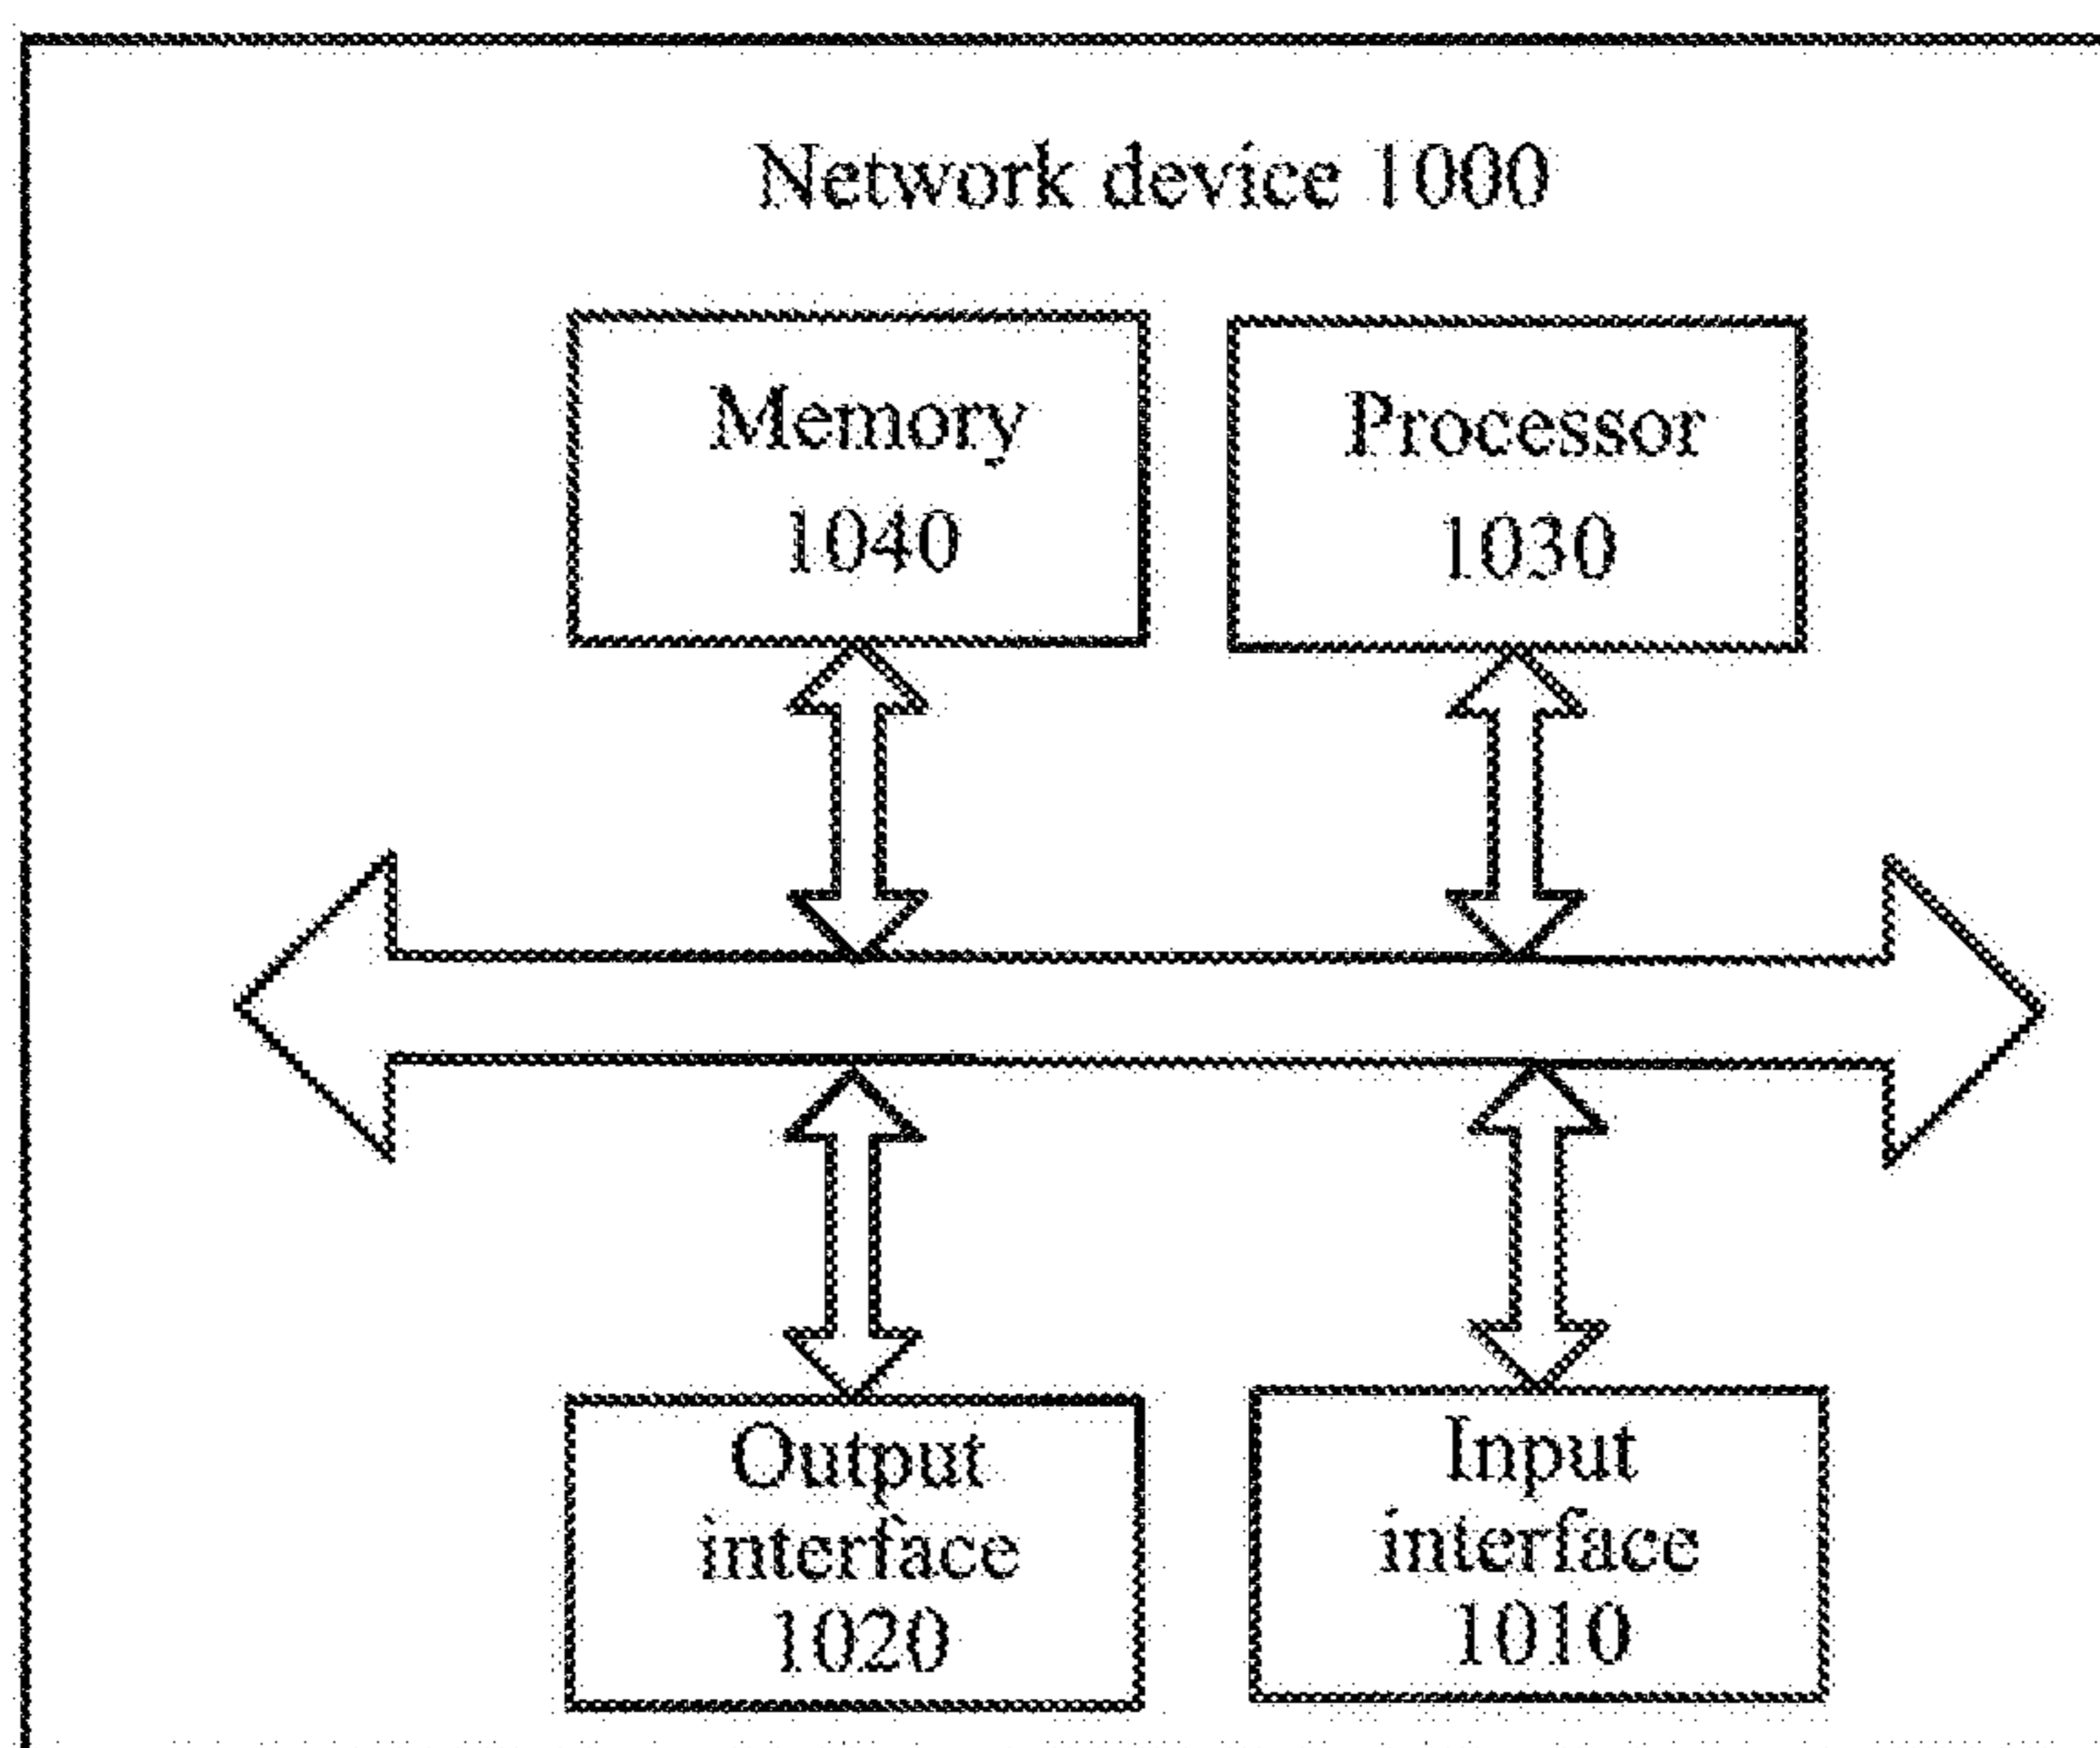 Network device 1000
Memory
1040
Processor
1030
Output
interface
1020
Input
interface
1010